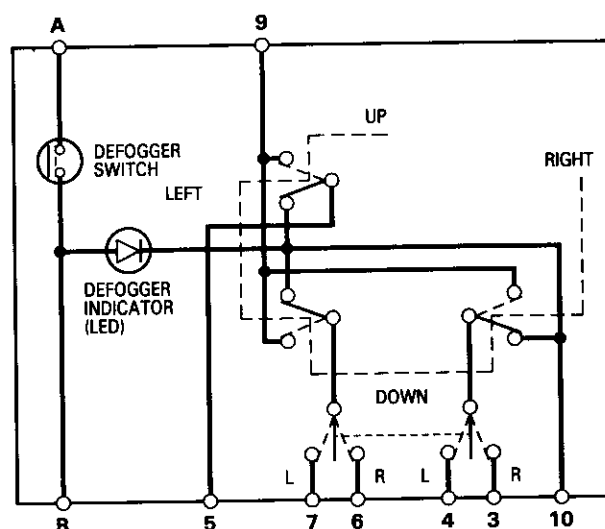 A
9
UP
DEFOGGER
SWITCH
LEFT
RIGHT
DEFOGGER
INDICATOR
(LED)
DOWN
L
R
L
R
B
5
7
6
4
3
10